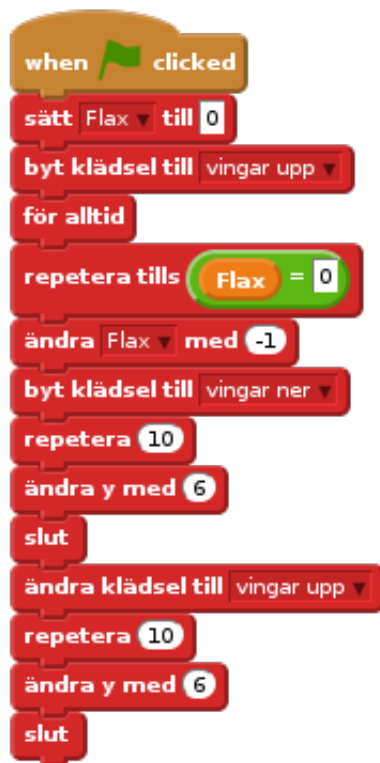 when clicked
sätt Flax till 0
byt klädsel till vingar upp
för alltid
repetera tills Flax = 0
ändra Flax med -1
byt klädsel till vingar ner
repetera 10
ändra y med 6
slut
ändra klädsel till vingar upp
repetera 10
ändra y med 6
slut